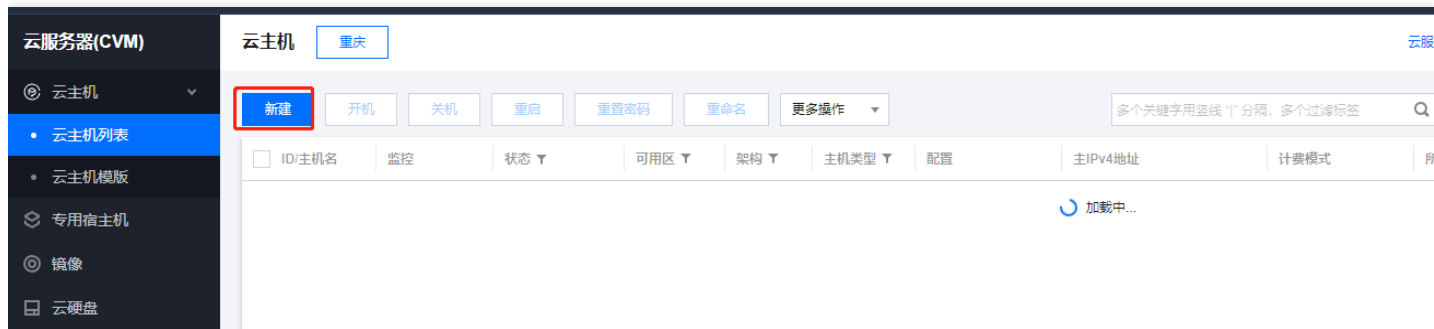 云服务器(CVM)
云主机
云主机列表
云主机模版
专用宿主机
镜像
云硬盘
云主机 重庆
云服
新建 开机 关机 重启 重置密码 重命名 更多操作 多个关键字用竖线 "|" 分隔，多个过滤标签
ID/主机名 监控 状态 可用区 架构 主机类型 配置 主IPv4地址 计费模式
加载中...